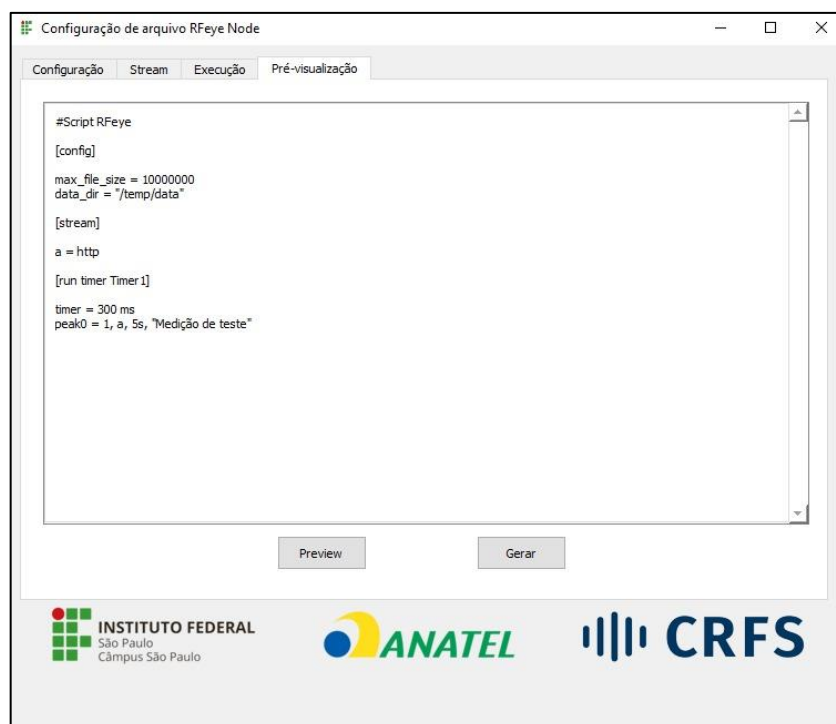 Configuração de arquivo RFeye Node
Configuração Stream Execução Pré-visualização
#Script RFeye
[config]
max_file_size = 10000000
data_dir = "/temp/data"
[stream]
a = http
[run timer Timer1]
timer = 300 ms
peak0 = 1, a, 5s, "Medição de teste"
Preview Gerar
INSTITUTO FEDERAL
São Paulo
Câmpus São Paulo
ANATEL
CRFS